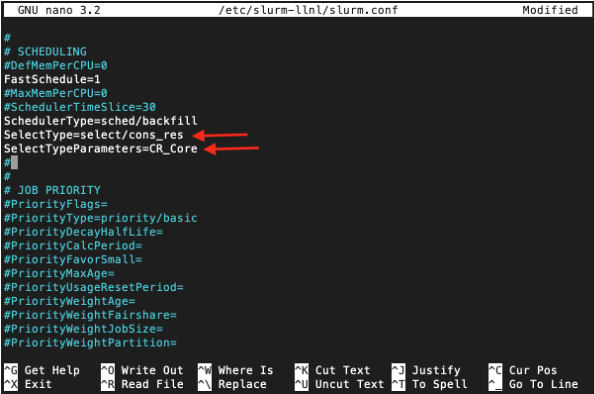 GNU nano 3.2 /etc/slurm-llnl/slurm.conf Modified
#
# SCHEDULING
#DefMemPerCPU=0
FastSchedule=1
#MaxMemPerCPU=0
#SchedulerTimeSlice=30
SchedulerType=sched/backfill
SelectType=select/cons_res
SelectTypeParameters=CR_Core
#
#
# JOB PRIORITY
#PriorityFlags=
#PriorityType=priority/basic
#PriorityDecayHalfLife=
#PriorityCalcPeriod=
#PriorityFavorSmall=
#PriorityMaxAge=
#PriorityUsageResetPeriod=
#PriorityWeightAge=
#PriorityWeightFairshare=
#PriorityWeightJobSize=
#PriorityWeightPartition=
^G Get Help ^O Write Out ^W Where Is ^K Cut Text ^J Justify ^C Cur Pos
^X Exit ^R Read File ^\ Replace ^U Uncut Text ^T To Spell ^_ Go To Line